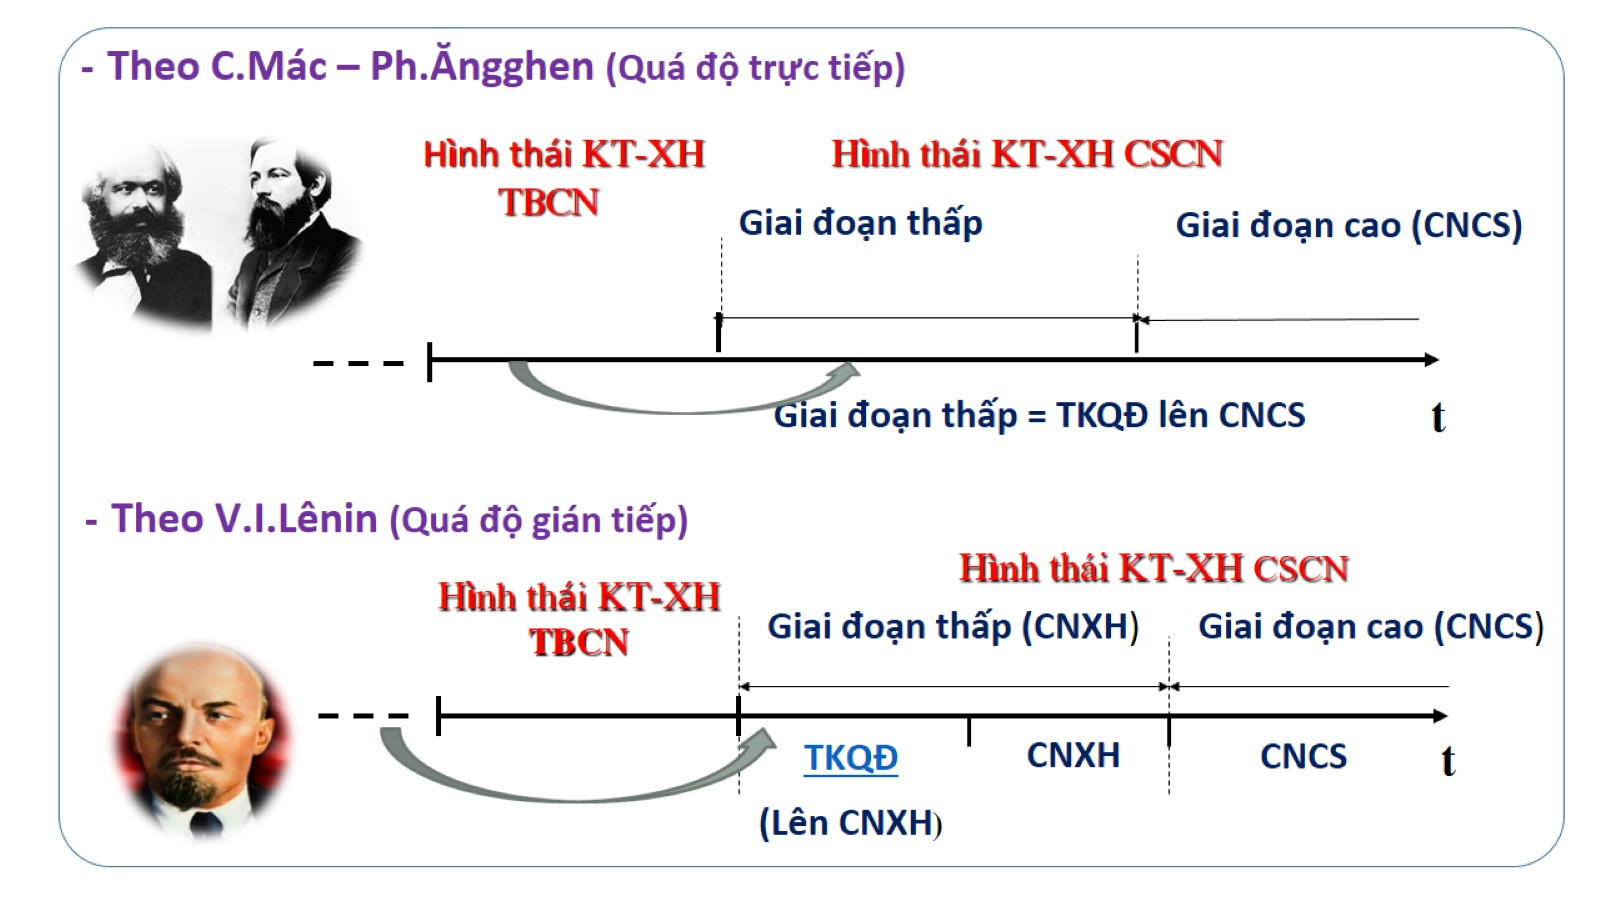 - Theo C.Mác – Ph.Ăngghen (Quá độ trực tiếp)
Hình thái KT-XH
TBCN
Hình thái KT-XH CSCN
Giai đoạn thấp
Giai đoạn cao (CNCS)
Giai đoạn thấp = TKQĐ lên CNCS
t
- Theo V.I.Lênin (Quá độ gián tiếp)
Hình thái KT-XH
TBCN
Hình thái KT-XH CSCN
Giai đoạn thấp (CNXH)
Giai đoạn cao (CNCS)
TKQĐ
(Lên CNXH)
CNXH
CNCS
t